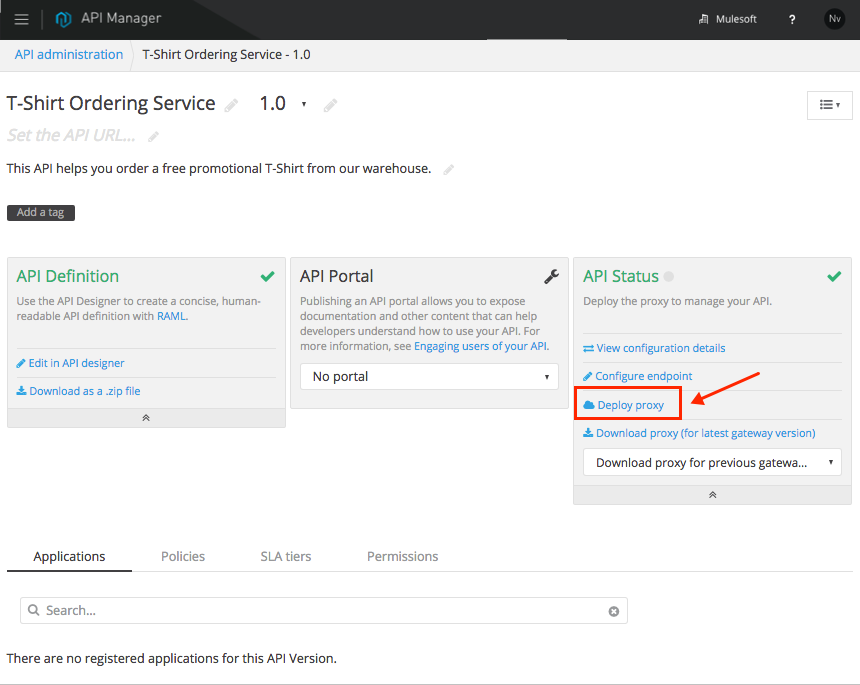 API Manager
Mulesoft
?
Nv
API administration
T-Shirt Ordering Service - 1.0
T-Shirt Ordering Service
1.0
Set the API URL...
This API helps you order a free promotional T-Shirt from our warehouse.
Add a tag
API Definition
Use the API Designer to create a concise, human-
readable API definition with RAML.
Edit in API designer
Download as a .zip file
API Portal
Publishing an API portal allows you to expose
documentation and other content that can help
developers understand how to use your API. For
more information, see Engaging users of your API.
No portal
API Status
Deploy the proxy to manage your API.
View configuration details
Configure endpoint
Deploy proxy
Download proxy (for latest gateway version)
Download proxy for previous gatewa...
Applications
Policies
SLA tiers
Permissions
Search...
There are no registered applications for this API Version.